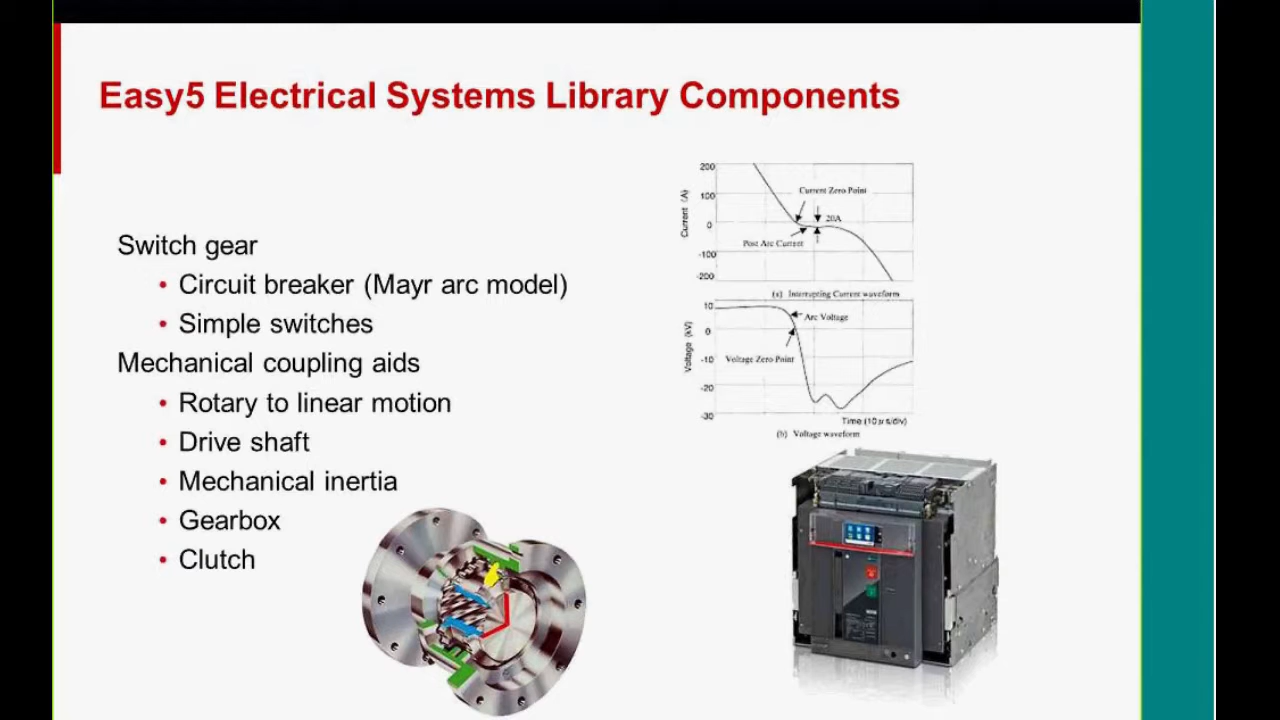 Easy5 Electrical Systems Library Components
Switch gear
• Circuit breaker (Mayr arc model)
• Simple switches
Mechanical coupling aids
• Rotary to linear motion
• Drive shaft
• Mechanical inertia
• Gearbox
• Clutch
200
100
0
-100
-200
Current (A)
Current Zero Point
20A
Post Arc Current
(a) Interrupting Current waveform
10
0
-10
-20
-30
Voltage (kV)
Arc Voltage
Voltage Zero Point
Time (10 μ s/div)
(b) Voltage waveform